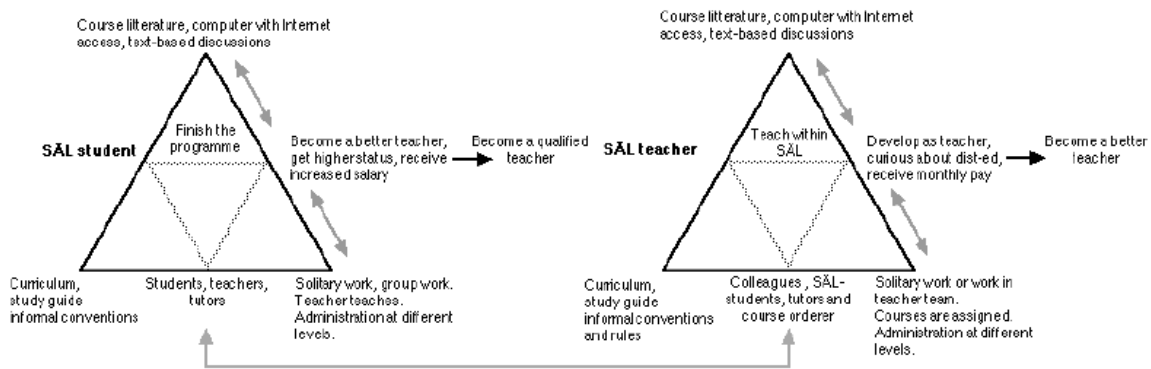 Course litterature, computer with Internet
access, text-based discussions
SÄL student
Finish the
programme
Become a better teacher,
get higher status, receive
increased salary
Become a qualified
teacher
Curriculum,
study guide
informal conventions
Students, teachers,
tutors
Solitary work, group work.
Teacher teaches.
Administration at different
levels.
Course litterature, computer with Internet
access, text-based discussions
SÄL teacher
Teach within
SÄL
Develop as teacher,
curious about dist-ed,
receive monthly pay
Become a better
teacher
Curriculum,
study guide
informal conventions
and rules
Colleagues, SÄL-
students, tutors and
course orderer
Solitary work or work in
teacher team.
Courses are assigned.
Administration at different
levels.